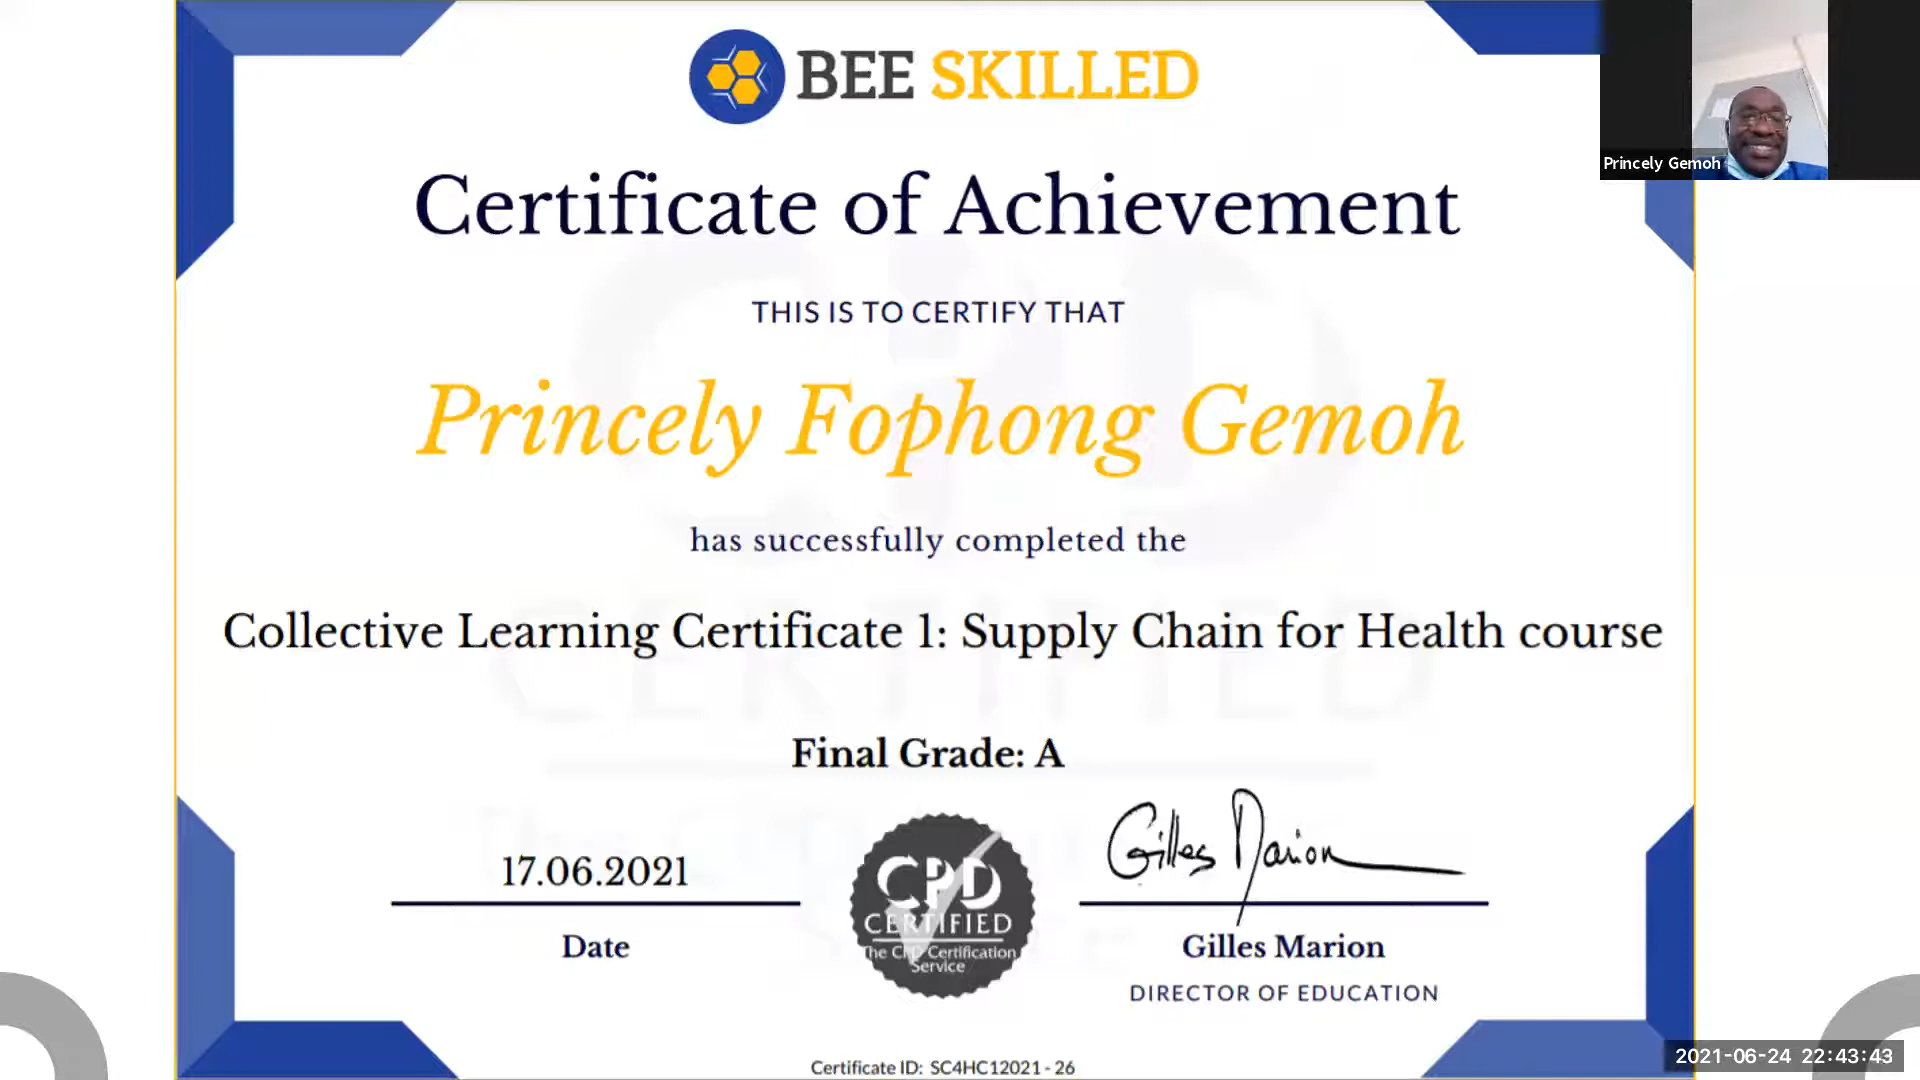 BEE SKILLED
Certificate of Achievement
Princely Gemoh
THIS IS TO CERTIFY THAT
Princely Fophong Gemoh
has successfully completed the
Collective Learning Certificate 1: Supply Chain for Health course
Final Grade: A
17.06.2021
Date
CPD
CERTIFIED
The CPD Certification
Service
Gilles Marion
Gilles Marion
DIRECTOR OF EDUCATION
Certificate ID: SC4HC12021 - 26
2021-06-24 22:43:43